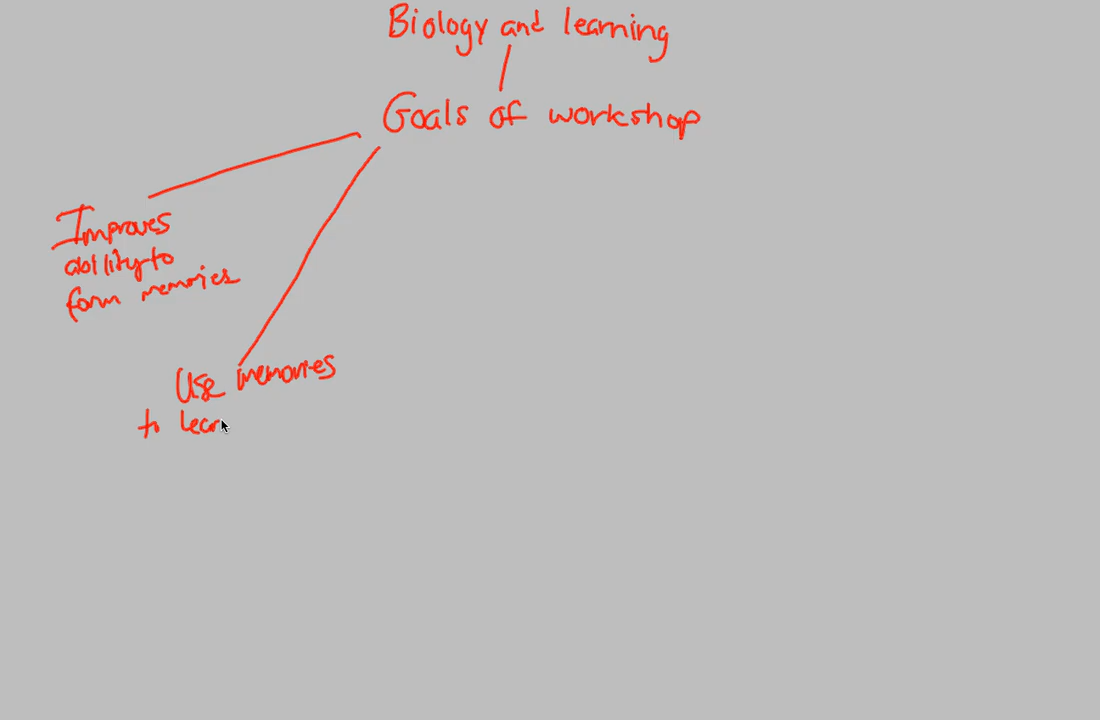 Biology and learning
Goals of workshop
Improves
ability to
form memories
Use memories
to lear